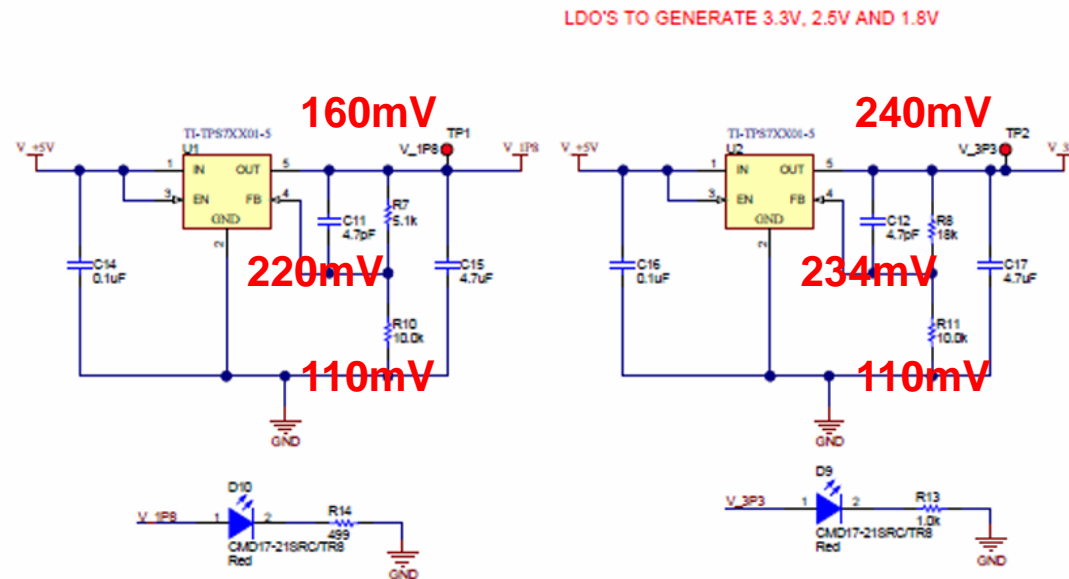 LDO'S TO GENERATE 3.3V, 2.5V AND 1.8V
160mV
240mV
TI-TPS7XX01-5
U1
V_+5V
1
IN
OUT
5
3
EN
FB
4
GND
2
TP1
V_1P8
V_1P8
C14
0.1uF
C11
4.7pF
R7
5.1k
C15
4.7uF
220mV
R10
10.0k
110mV
GND
TI-TPS7XX01-5
U2
V_+5V
1
IN
OUT
5
3
EN
FB
4
GND
2
TP2
V_3P3
V_3
C16
0.1uF
C12
4.7pF
R8
18k
C17
4.7uF
234mV
R11
10.0k
110mV
GND
D10
V_1P8
1
2
R14
499
CMD17-21SRC/TR8
Red
GND
D9
V_3P3
1
2
R13
1.0k
CMD17-21SRC/TR8
Red
GND